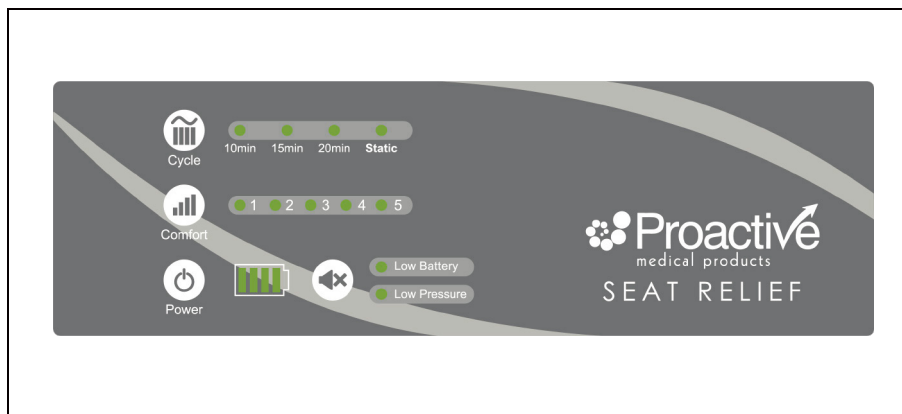 Cycle
10min 15min 20min Static
Comfort
1 2 3 4 5
Power
Low Battery
Low Pressure
Proactive
medical products
SEAT RELIEF